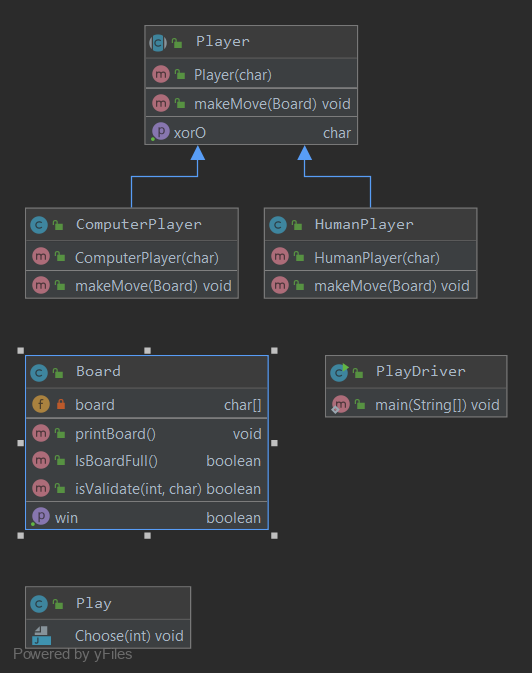 Player
Player(char)
makeMove(Board) void
xorO char
ComputerPlayer
ComputerPlayer(char)
makeMove(Board) void
HumanPlayer
HumanPlayer(char)
makeMove(Board) void
Board
board char[]
printBoard() void
IsBoardFull() boolean
isValidate(int, char) boolean
win boolean
PlayDriver
main(String[]) void
Play
Choose(int) void
Powered by yFiles